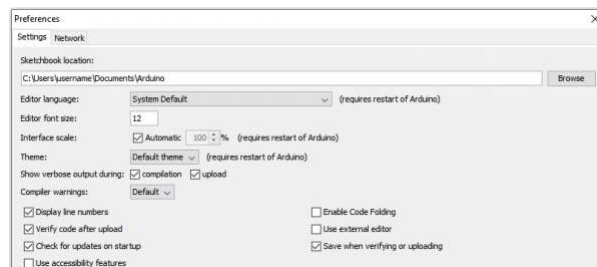 Preferences
Settings Network
Sketchbook location:
C:\Users\username\Documents\Arduino Browse
Editor language: System Default (requires restart of Arduino)
Editor font size: 12
Interface scale: Automatic 100 % (requires restart of Arduino)
Theme: Default theme (requires restart of Arduino)
Show verbose output during: compilation upload
Compiler warnings: Default
Display line numbers Enable Code Folding
Verify code after upload Use external editor
Check for updates on startup Save when verifying or uploading
Use accessibility features